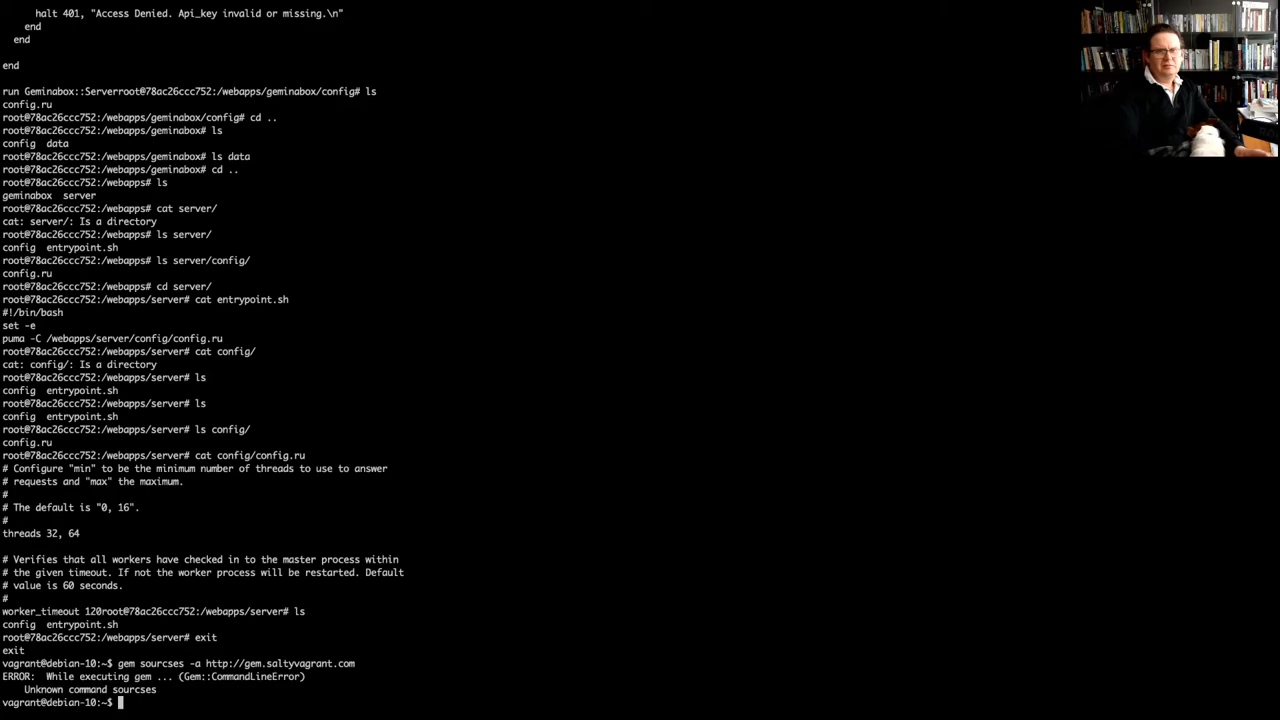 halt 401, "Access Denied. Api_key invalid or missing.\n"
end
end
end
run Geminabox::Serverroot@78ac26ccc752:/webapps/geminabox/config# ls
config.ru
root@78ac26ccc752:/webapps/geminabox/config# cd ..
root@78ac26ccc752:/webapps/geminabox# ls
config  data
root@78ac26ccc752:/webapps/geminabox# ls data
root@78ac26ccc752:/webapps/geminabox# cd ..
root@78ac26ccc752:/webapps# ls
geminabox  server
root@78ac26ccc752:/webapps# cat server/
cat: server/: Is a directory
root@78ac26ccc752:/webapps# ls server/
config  entrypoint.sh
root@78ac26ccc752:/webapps# ls server/config/
config.ru
root@78ac26ccc752:/webapps# cd server/
root@78ac26ccc752:/webapps/server# cat entrypoint.sh
#!/bin/bash
set -e
puma -C /webapps/server/config/config.ru
root@78ac26ccc752:/webapps/server# cat config/
cat: config/: Is a directory
root@78ac26ccc752:/webapps/server# ls
config  entrypoint.sh
root@78ac26ccc752:/webapps/server# ls
config  entrypoint.sh
root@78ac26ccc752:/webapps/server# ls config/
config.ru
root@78ac26ccc752:/webapps/server# cat config/config.ru
# Configure "min" to be the minimum number of threads to use to answer
# requests and "max" the maximum.
#
# The default is "0, 16".
#
threads 32, 64
# Verifies that all workers have checked in to the master process within
# the given timeout. If not the worker process will be restarted. Default
# value is 60 seconds.
#
worker_timeout 120root@78ac26ccc752:/webapps/server# ls
config  entrypoint.sh
root@78ac26ccc752:/webapps/server# exit
exit
vagrant@debian-10:~$ gem sourcses -a http://gem.saltyvagrant.com
ERROR:  While executing gem ... (Gem::CommandLineError)
Unknown command sourcses
vagrant@debian-10:~$